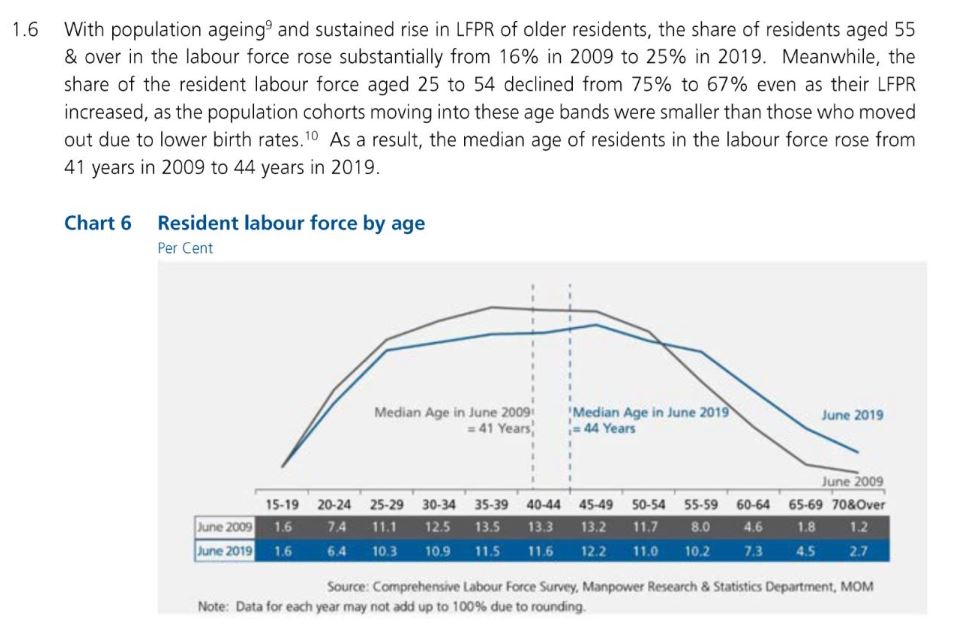 1.6 With population ageing⁹ and sustained rise in LFPR of older residents, the share of residents aged 55
& over in the labour force rose substantially from 16% in 2009 to 25% in 2019. Meanwhile, the
share of the resident labour force aged 25 to 54 declined from 75% to 67% even as their LFPR
increased, as the population cohorts moving into these age bands were smaller than those who moved
out due to lower birth rates.¹⁰ As a result, the median age of residents in the labour force rose from
41 years in 2009 to 44 years in 2019.
Chart 6 Resident labour force by age
Per Cent
Median Age in June 2009
= 41 Years
Median Age in June 2019
= 44 Years
June 2019
June 2009
15-19 20-24 25-29 30-34 35-39 40-44 45-49 50-54 55-59 60-64 65-69 70&Over
June 2009 1.6 7.4 11.1 12.5 13.5 13.3 13.2 11.7 8.0 4.6 1.8 1.2
June 2019 1.6 6.4 10.3 10.9 11.5 11.6 12.2 11.0 10.2 7.3 4.5 2.7
Source: Comprehensive Labour Force Survey, Manpower Research & Statistics Department, MOM
Note: Data for each year may not add up to 100% due to rounding.